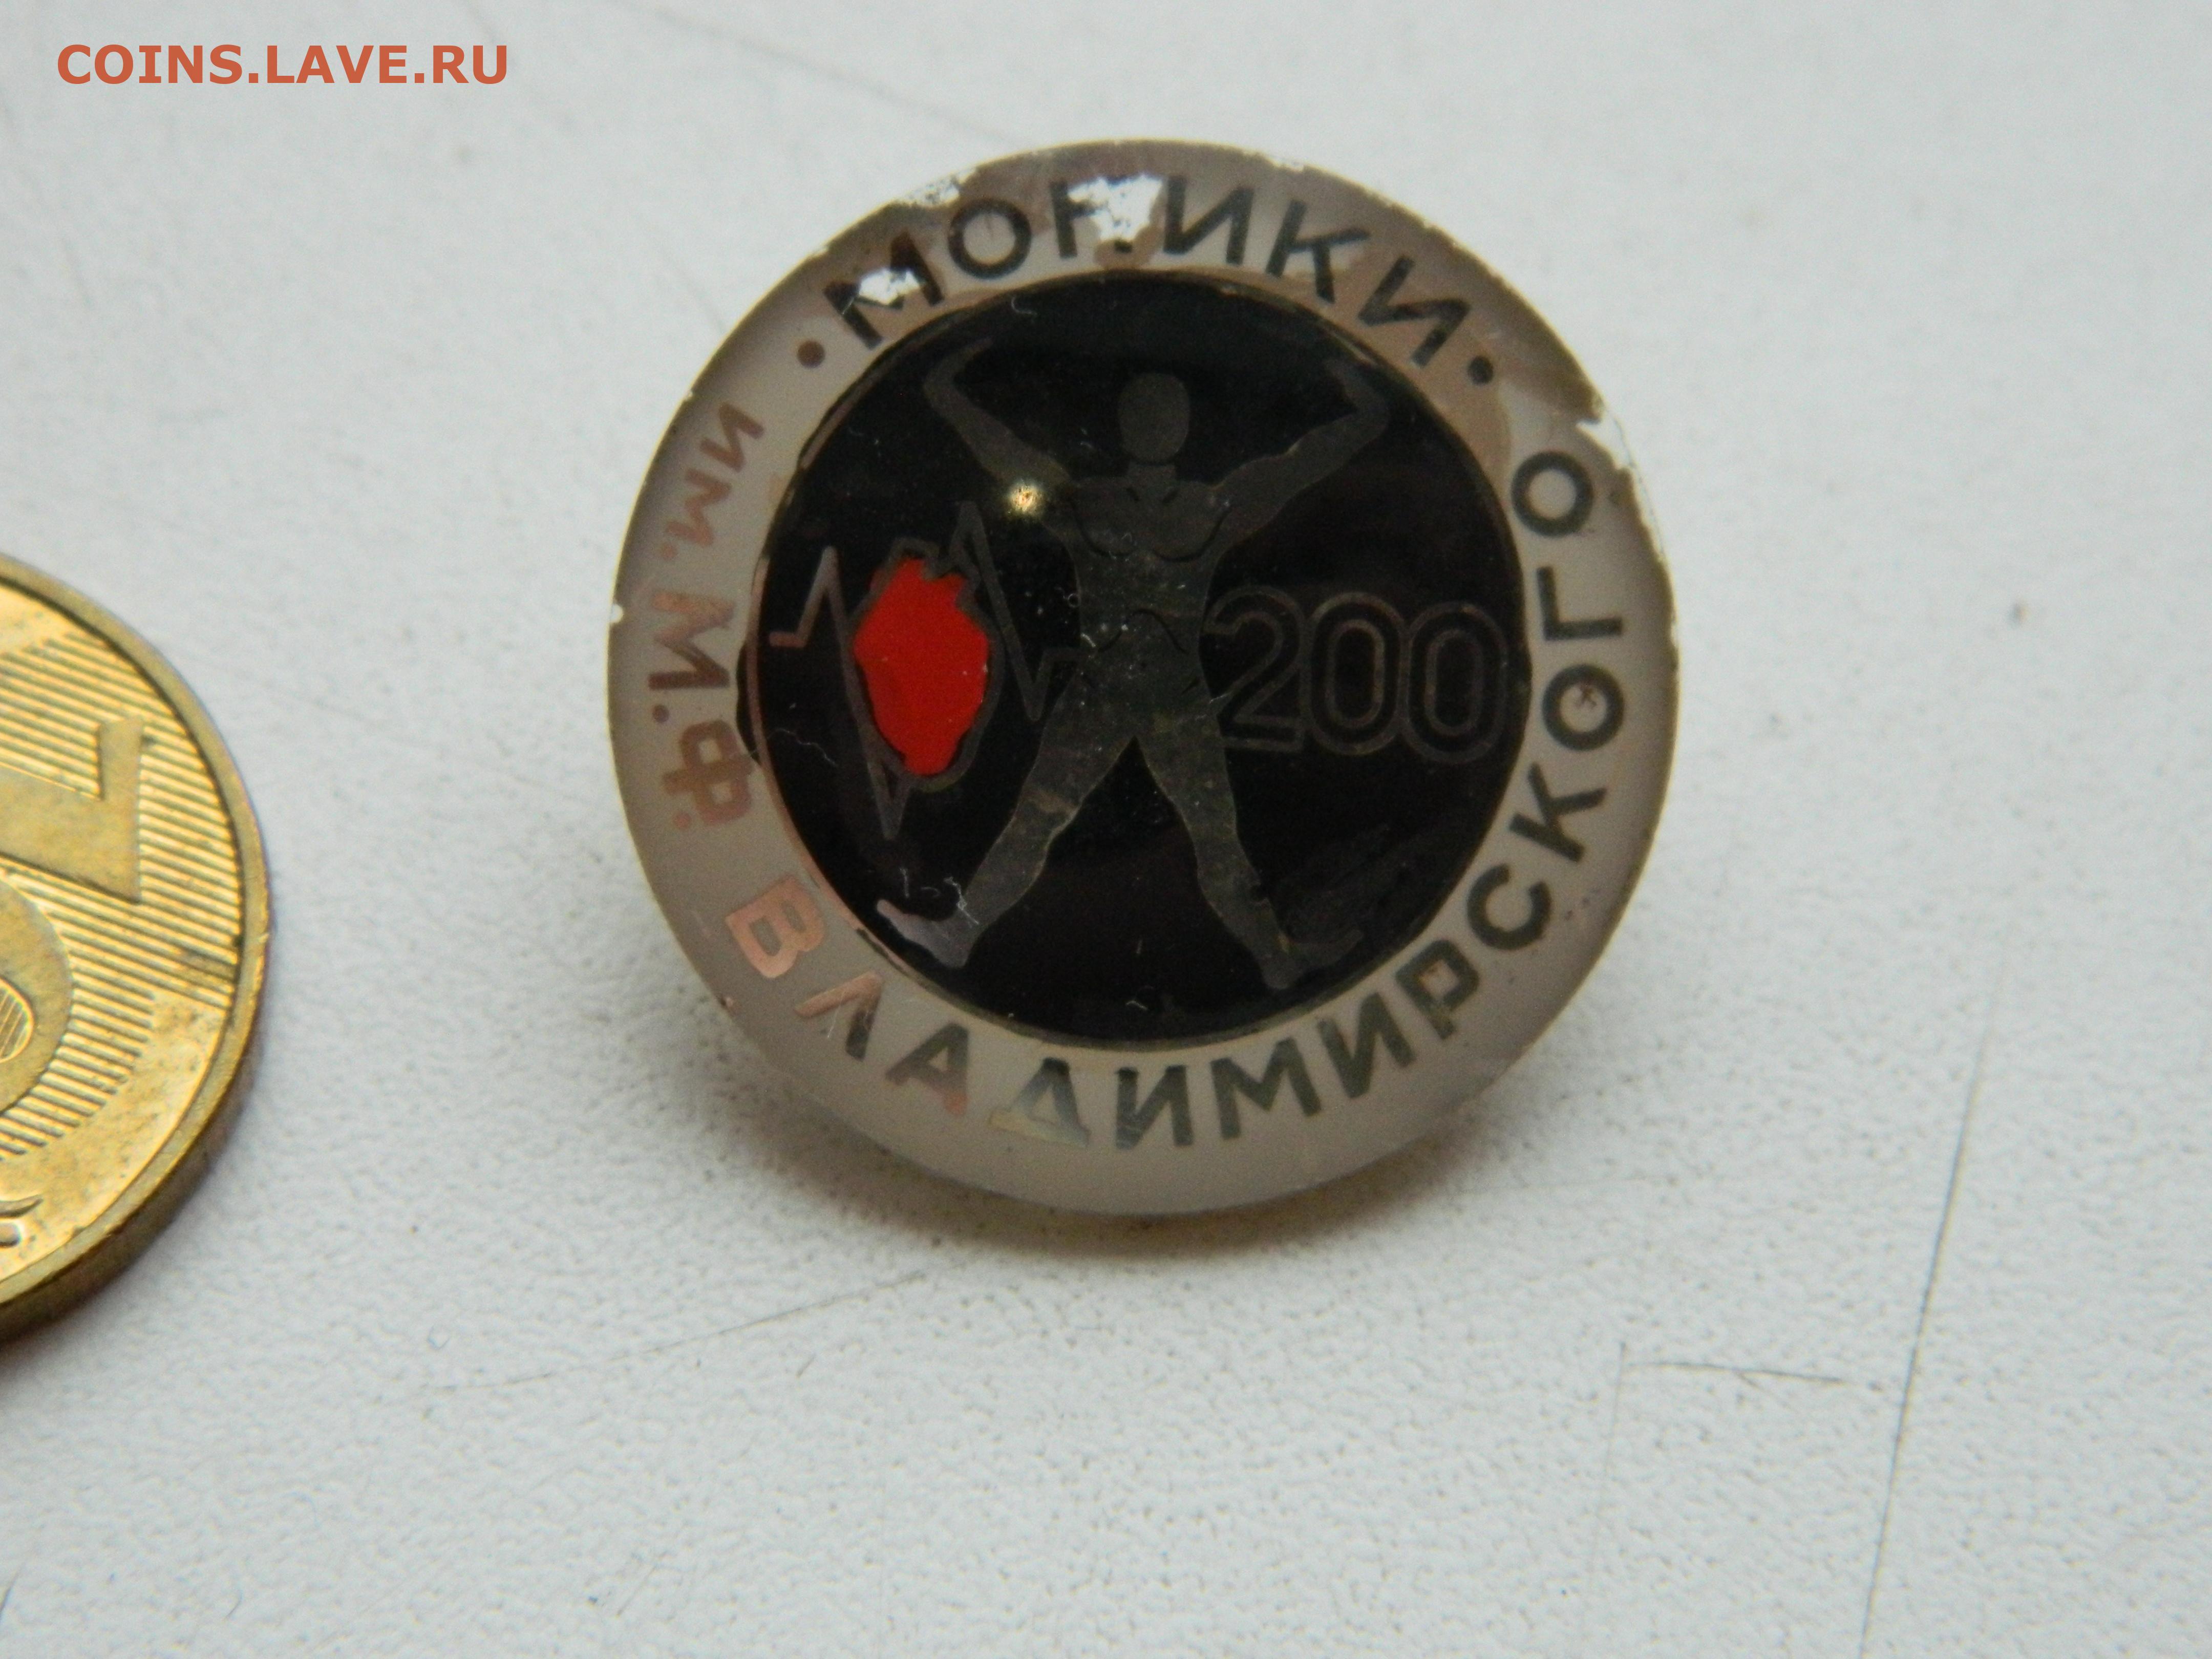 COINS.LAVE.RU
• МОНИКИ •
им. М.Ф. ВЛАДИМИРСКОГО
200